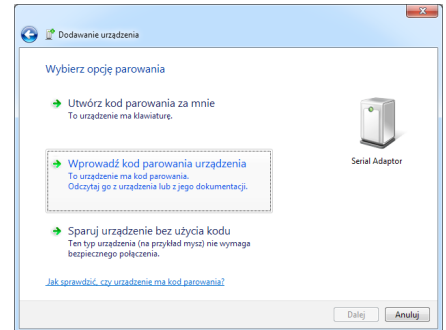 Dodawanie urządzenia
Wybierz opcję parowania
Utwórz kod parowania za mnie
To urządzenie ma klawiaturę.
Wprowadź kod parowania urządzenia
To urządzenie ma kod parowania.
Odczytaj go z urządzenia lub z jego dokumentacji.
Serial Adaptor
Sparuj urządzenie bez użycia kodu
Ten typ urządzenia (na przykład mysz) nie wymaga
bezpiecznego połączenia.
Jak sprawdzić, czy urządzenie ma kod parowania?
Dalej
Anuluj